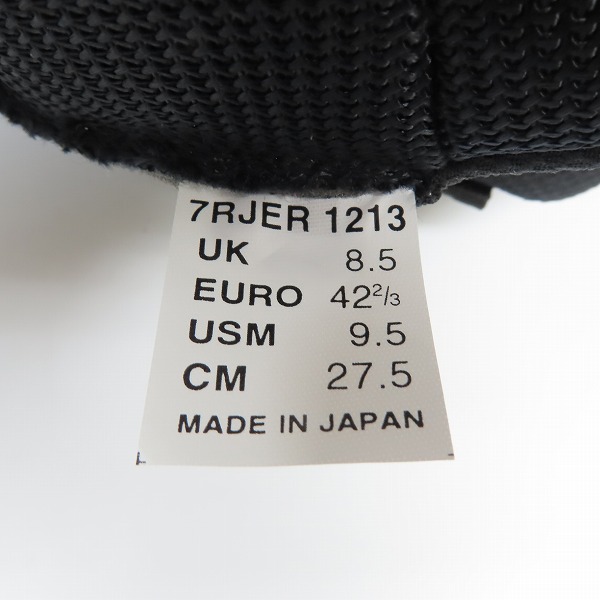 7RJER 1213
UK 8.5
EURO 42²/₃
USM 9.5
CM 27.5
MADE IN JAPAN